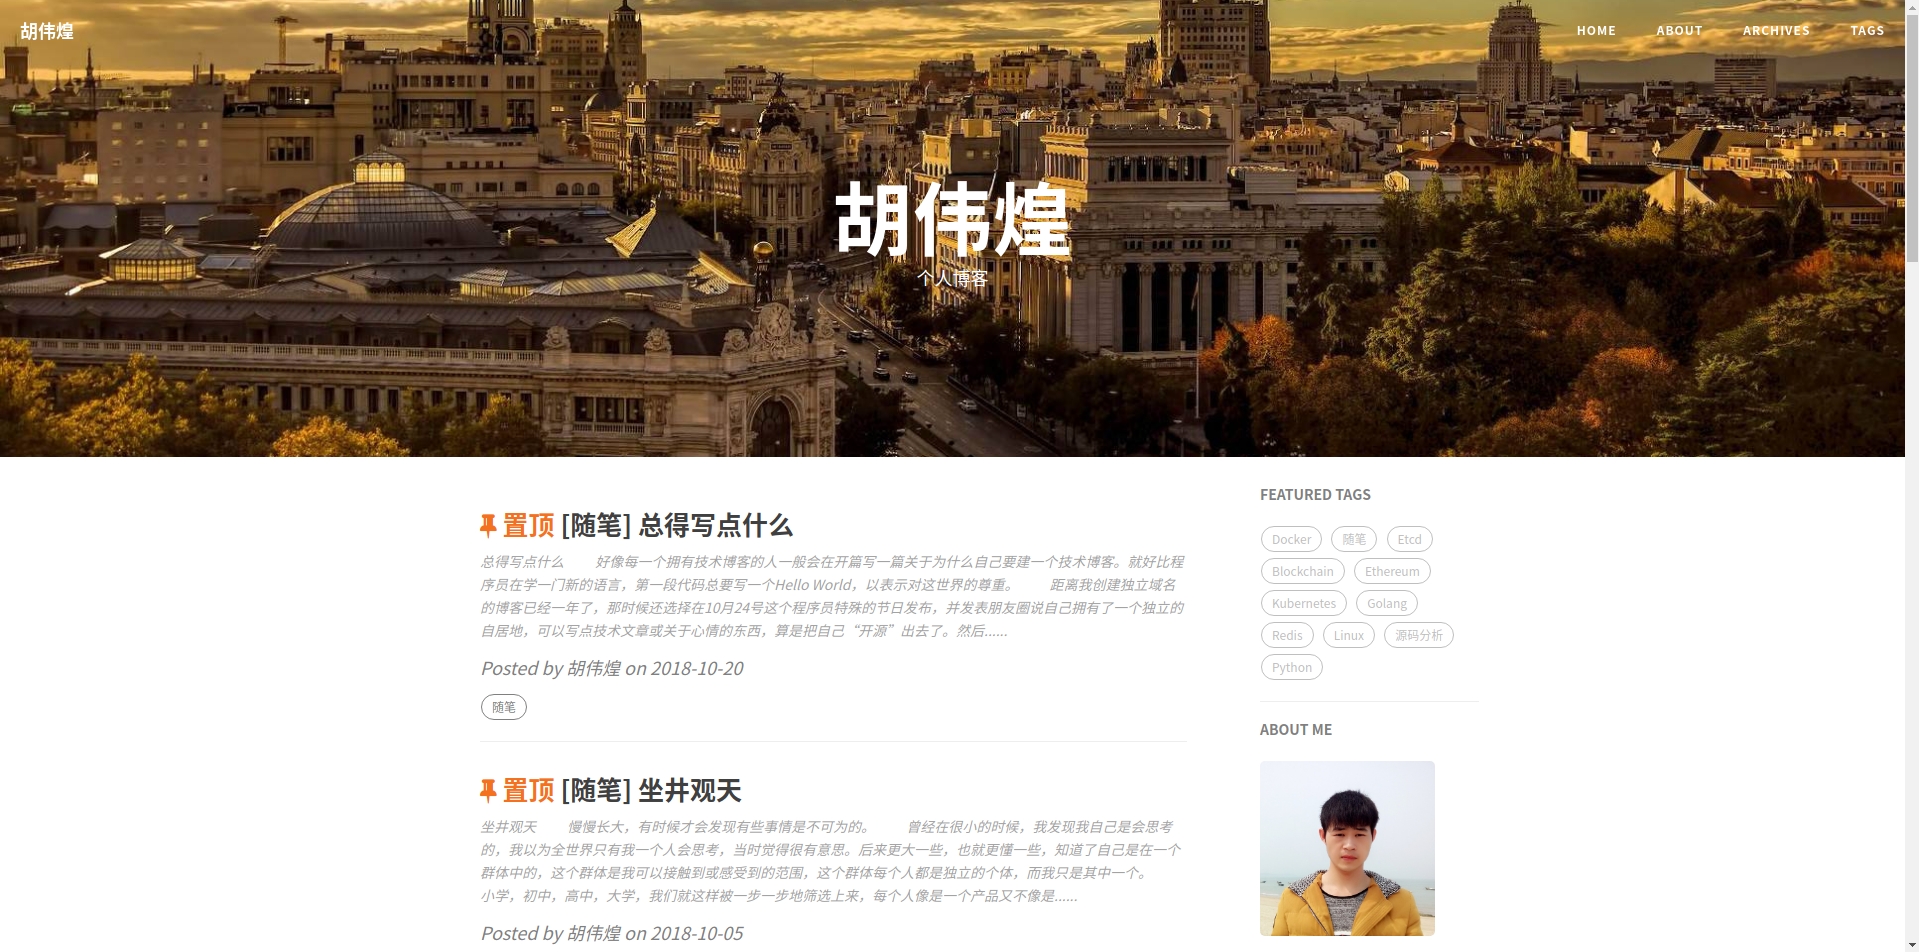 胡伟煌
HOME ABOUT ARCHIVES TAGS
胡伟煌
个人博客
置顶 [随笔] 总得写点什么
总得写点什么 好像每一个拥有技术博客的人一般会在开篇写一篇关于为什么自己要建一个技术博客。就好比程
序员在学一门新的语言，第一段代码总要写一个Hello World，以表示对这世界的尊重。 距离我创建独立域名
的博客已经一年了，那时候还选择在10月24号这个程序员特殊的节日发布，并发表朋友圈说自己拥有了一个独立的
自居地，可以写点技术文章或关于心情的东西，算是把自己“开源”出去了。然后......
Posted by 胡伟煌 on 2018-10-20
随笔
置顶 [随笔] 坐井观天
坐井观天 慢慢长大，有时候才会发现有些事情是不可为的。 曾经在很小的时候，我发现我自己是会思考
的，我以为全世界只有我一个人会思考，当时觉得很有意思。后来更大一些，也就更懂一些，知道了自己是在一个
群体中的，这个群体是我可以接触到或感受到的范围，这个群体每个人都是独立的个体，而我只是其中一个。
小学，初中，高中，大学，我们就这样被一步一步地筛选上来，每个人像是一个产品又不像是......
Posted by 胡伟煌 on 2018-10-05
FEATURED TAGS
Docker 随笔 Etcd
Blockchain Ethereum
Kubernetes Golang
Redis Linux 源码分析
Python
ABOUT ME